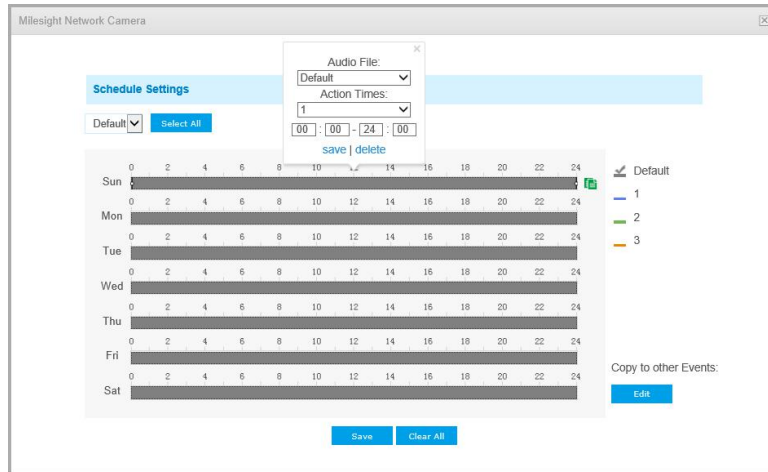 Milesight Network Camera
Audio File:
Default
Action Times:
1
00 : 00 - 24 : 00
save | delete
Schedule Settings
Default Select All
0 2 4 6 8 10 12 14 16 18 20 22 24
Sun
0 2 4 6 8 10 12 14 16 18 20 22 24
Mon
0 2 4 6 8 10 12 14 16 18 20 22 24
Tue
0 2 4 6 8 10 12 14 16 18 20 22 24
Wed
0 2 4 6 8 10 12 14 16 18 20 22 24
Thu
0 2 4 6 8 10 12 14 16 18 20 22 24
Fri
0 2 4 6 8 10 12 14 16 18 20 22 24
Sat
Default
1
2
3
Copy to other Events:
Edit
Save Clear All